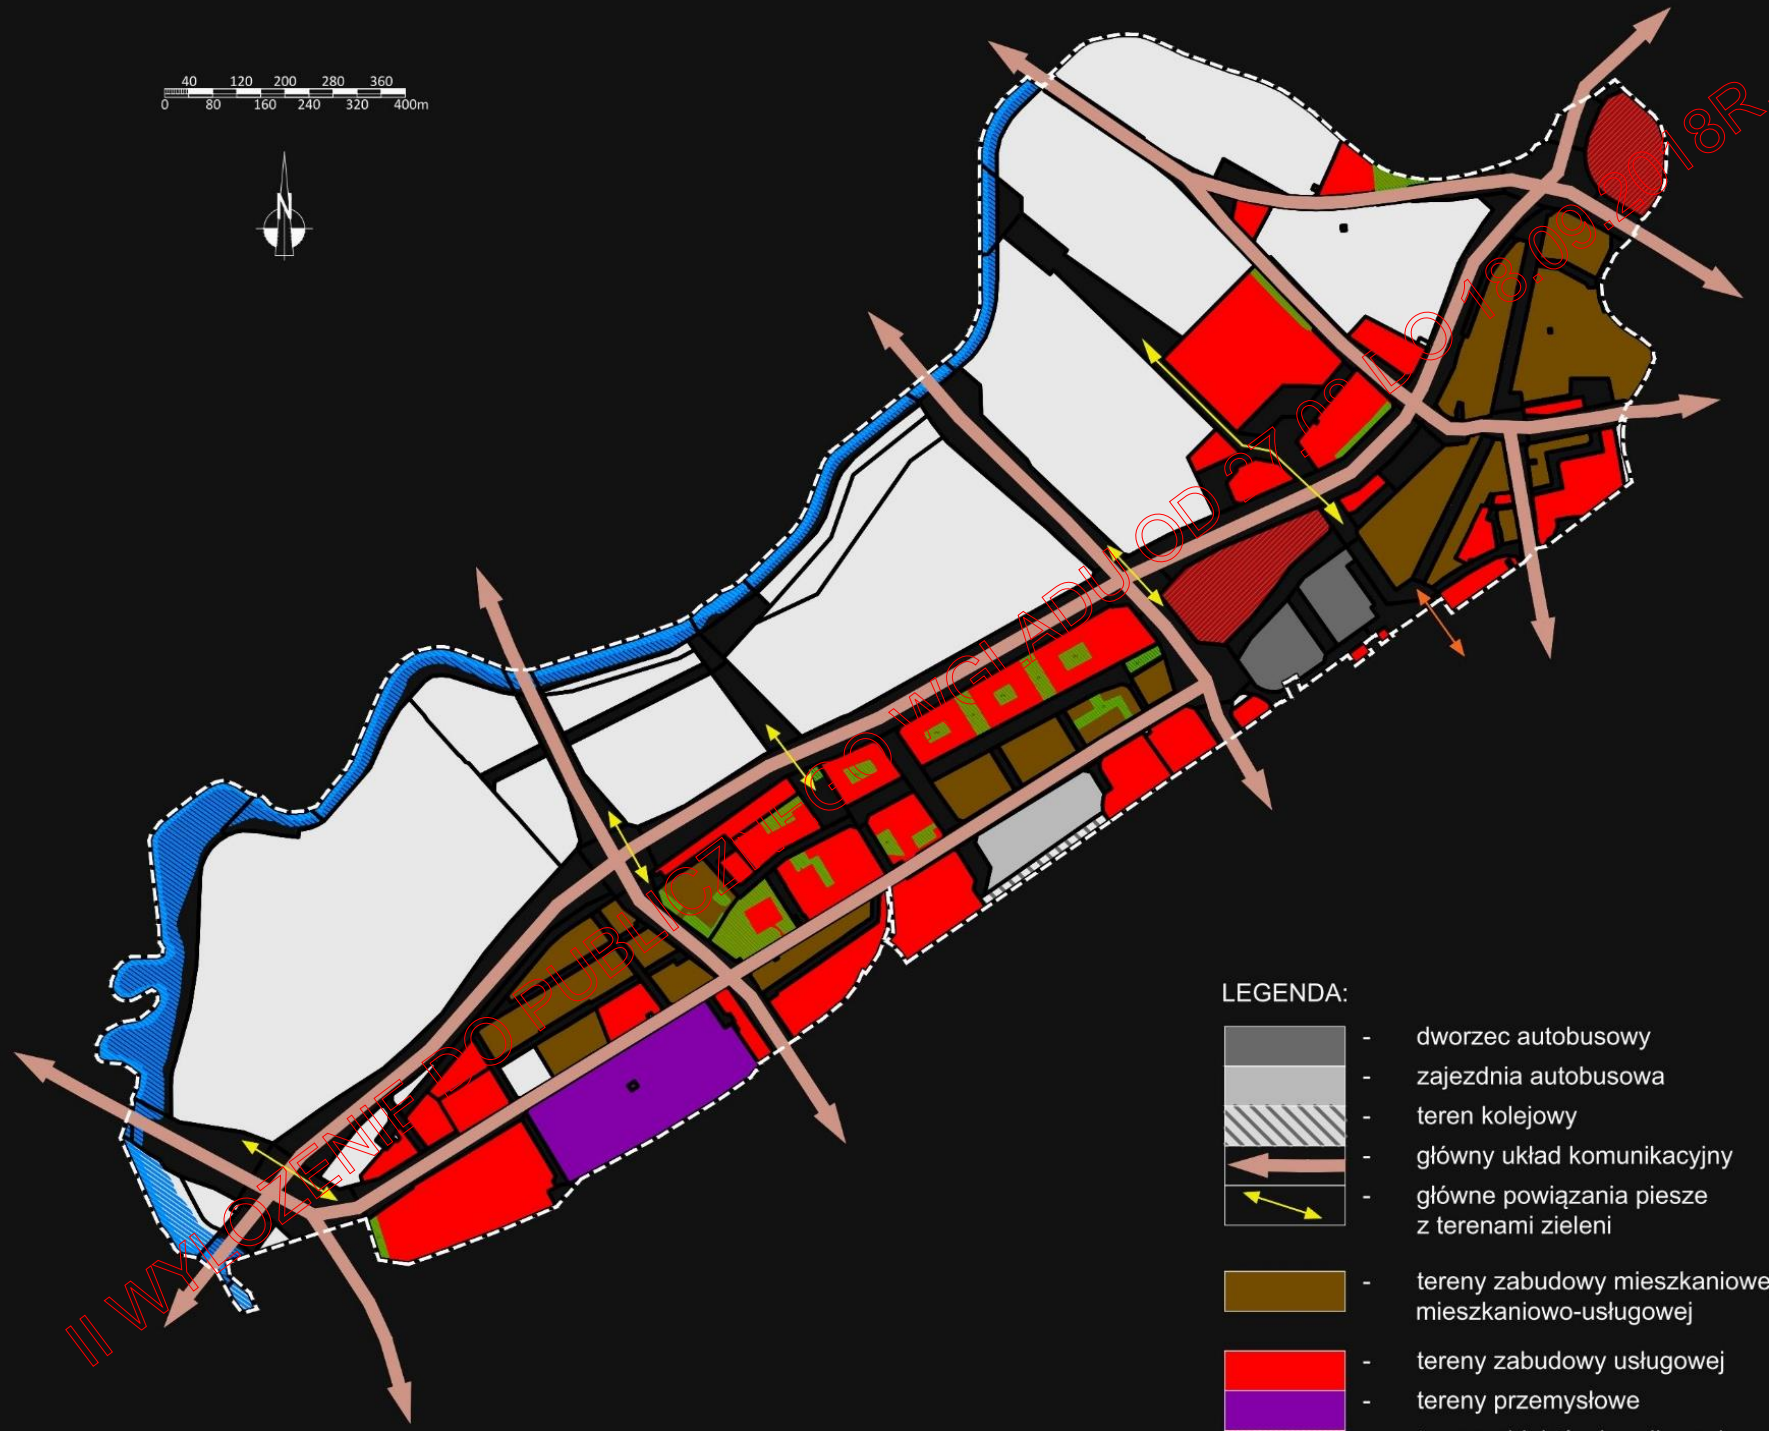 40 120 200 280 360
0 80 160 240 320 400m
N
II WYŁOŻENIE DO PUBLICZNEGO WGLĄDU OD 27.08 DO 18.09.2018R.
LEGENDA:
- dworzec autobusowy
- zajezdnia autobusowa
- teren kolejowy
- główny układ komunikacyjny
- główne powiązania piesze
z terenami zieleni
- tereny zabudowy mieszkaniowe
mieszkaniowo-usługowej
- tereny zabudowy usługowej
- tereny przemysłowe